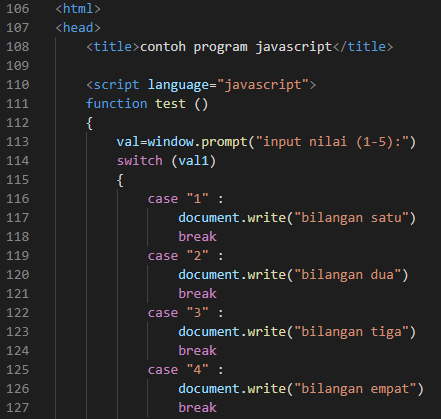 106 <html>
107 <head>
108 <title>contoh program javascript</title>
109
110 <script language="javascript">
111 function test ()
112 {
113 val=window.prompt("input nilai (1-5):")
114 switch (val1)
115 {
116 case "1" :
117 document.write("bilangan satu")
118 break
119 case "2" :
120 document.write("bilangan dua")
121 break
122 case "3" :
123 document.write("bilangan tiga")
124 break
125 case "4" :
126 document.write("bilangan empat")
127 break